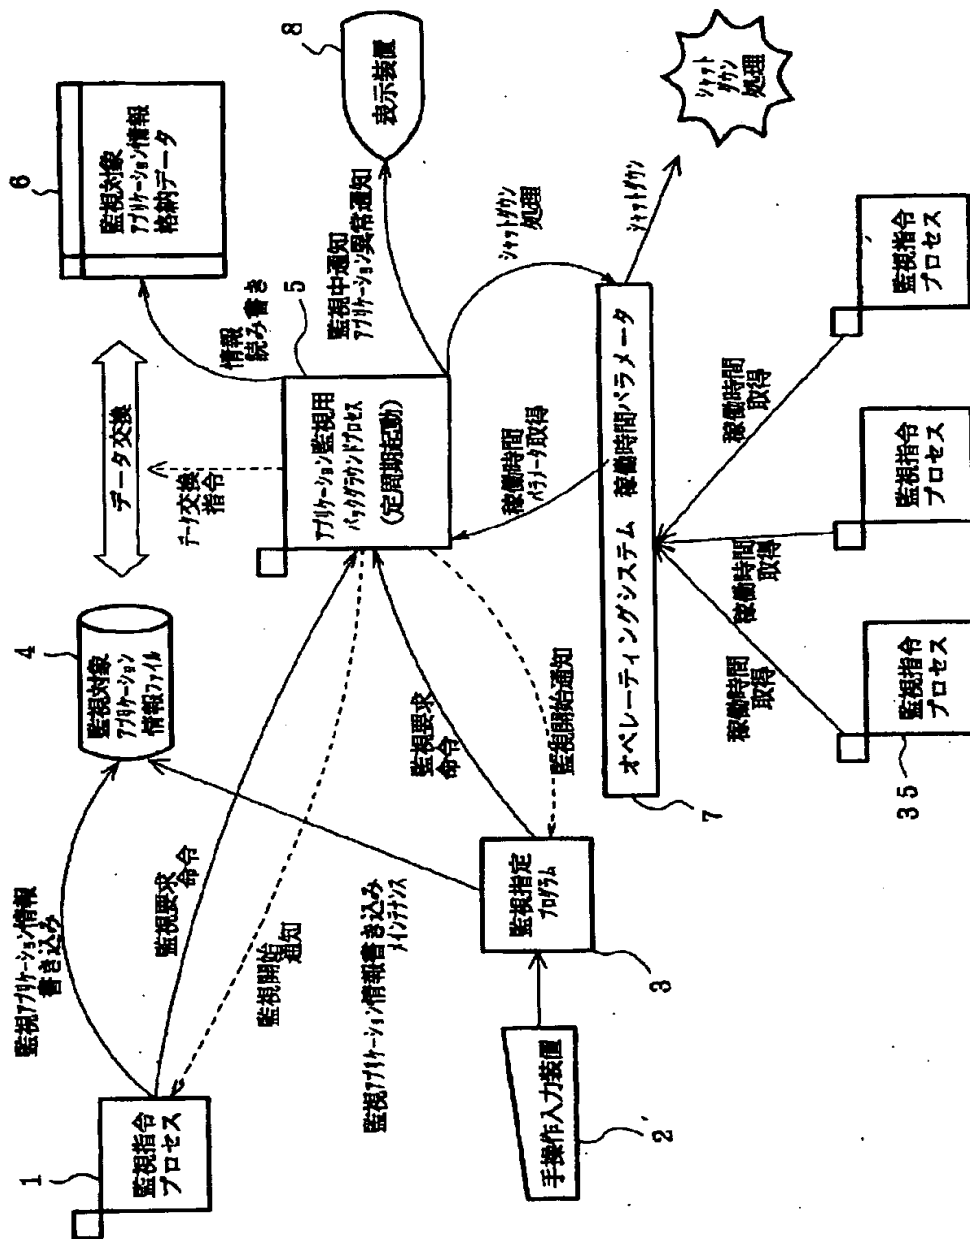 1
監視指令
プロセス
監視アプリケーション情報
書き込み
監視要求
命令
監視開始
通知
4
監視対象
アプリケーション
情報ファイル
データ交換
データ交換
指令
6
監視対象
アプリケーション情報
格納データ
情報
読み書き
5
アプリケーション監視用
バックグラウンドプロセス
(定周期起動)
監視中通知
アプリケーション異常通知
8
表示装置
監視アプリケーション情報書き込み
メインテナンス
2
手操作入力装置
3
監視指定
プログラム
監視要求
命令
監視開始通知
稼働時間
パラメータ取得
シャットダウン
処理
7
オペレーティングシステム 稼働時間パラメータ
シャットダウン
シャット
ダウン
処理
稼働時間
取得
稼働時間
取得
稼働時間
取得
35
監視指令
プロセス
監視指令
プロセス
監視指令
プロセス